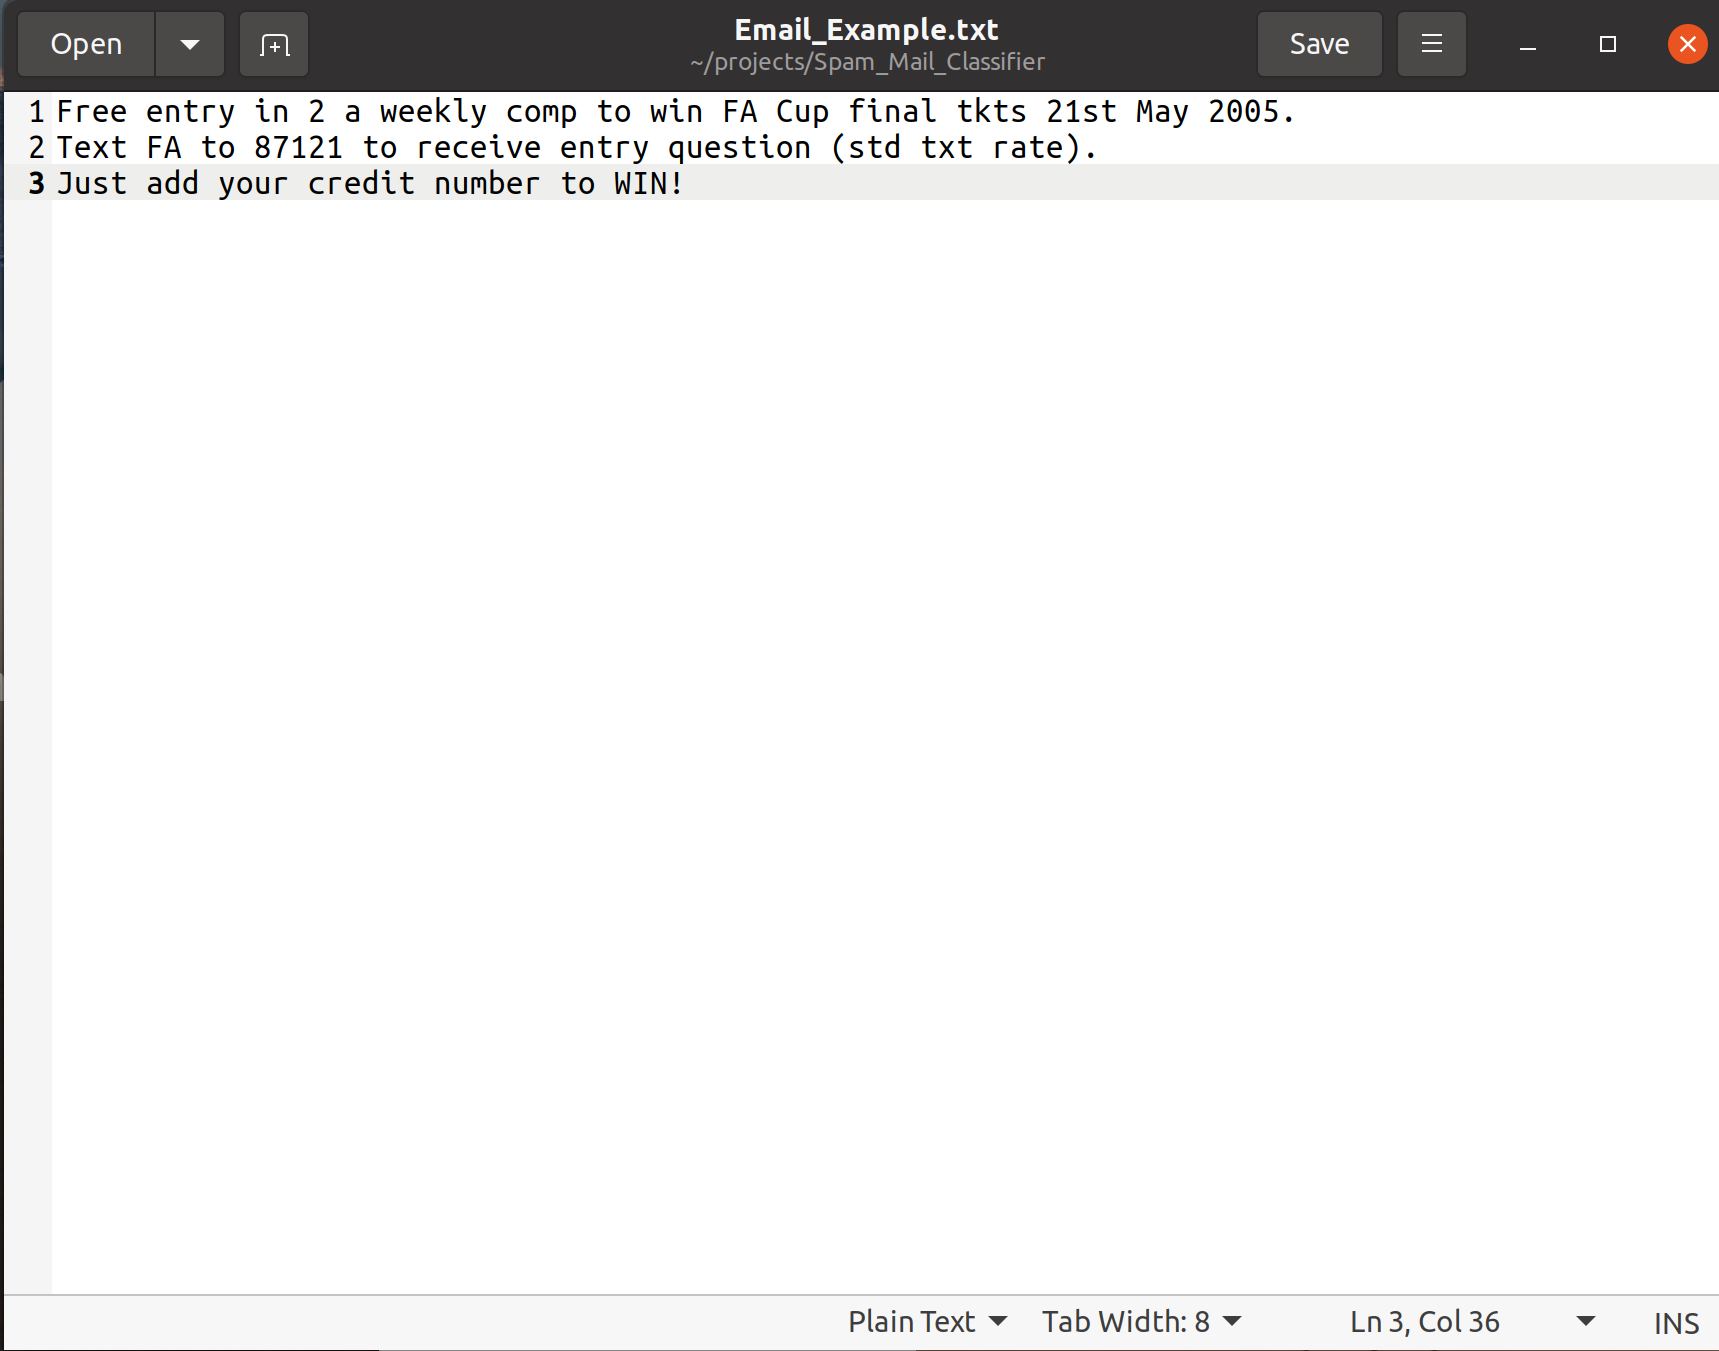 Open
Email_Example.txt
~/projects/Spam_Mail_Classifier
Save
1 Free entry in 2 a weekly comp to win FA Cup final tkts 21st May 2005.
2 Text FA to 87121 to receive entry question (std txt rate).
3 Just add your credit number to WIN!
Plain Text
Tab Width: 8
Ln 3, Col 36
INS